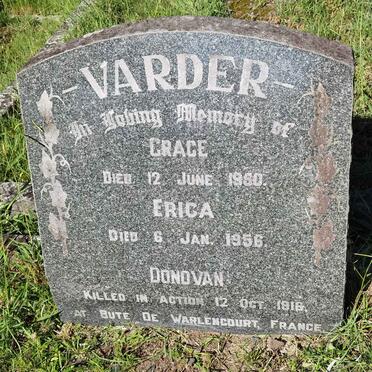 -VARDER-
In Loving Memory of
GRACE
DIED 12 JUNE 1960.
ERICA
DIED 6 JAN. 1956.
DONOVAN
KILLED IN ACTION 12 OCT. 1916.
AT BUTE DE WARLENCOURT, FRANCE.